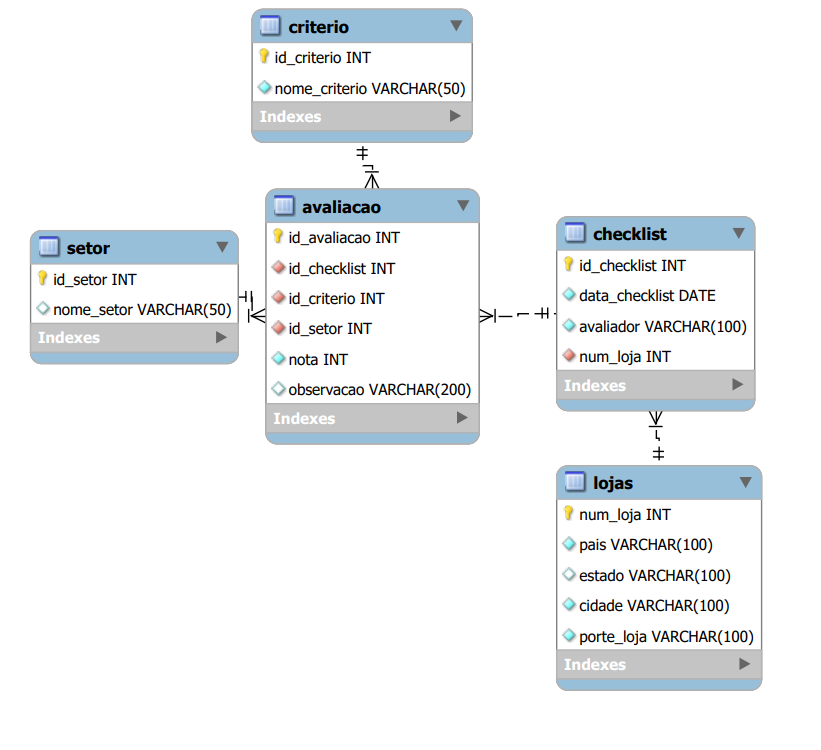 criterio
id_criterio INT
nome_criterio VARCHAR(50)
Indexes
avaliacao
id_avaliacao INT
id_checklist INT
id_criterio INT
id_setor INT
nota INT
observacao VARCHAR(200)
Indexes
setor
id_setor INT
nome_setor VARCHAR(50)
Indexes
checklist
id_checklist INT
data_checklist DATE
avaliador VARCHAR(100)
num_loja INT
Indexes
lojas
num_loja INT
pais VARCHAR(100)
estado VARCHAR(100)
cidade VARCHAR(100)
porte_loja VARCHAR(100)
Indexes